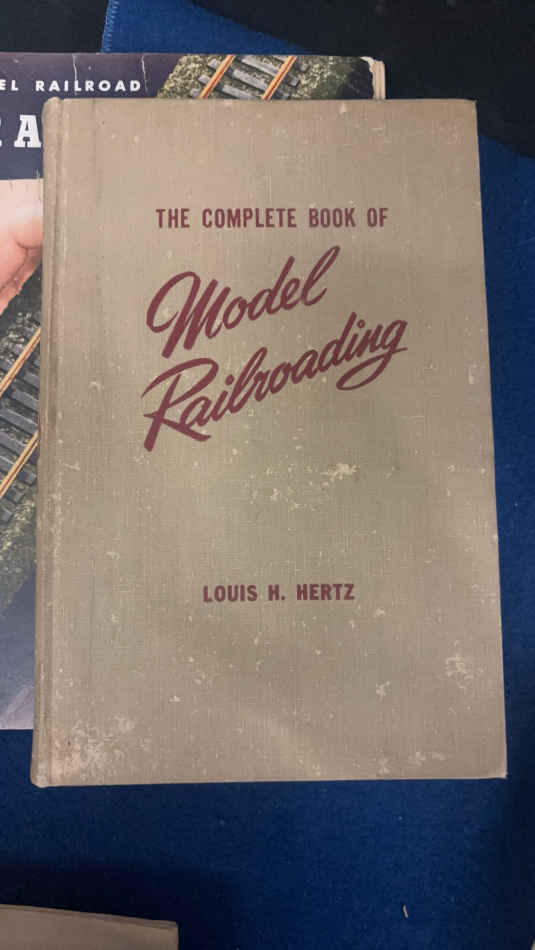 EL RAILROAD
THE COMPLETE BOOK OF
Model
Railroading
LOUIS H. HERTZ